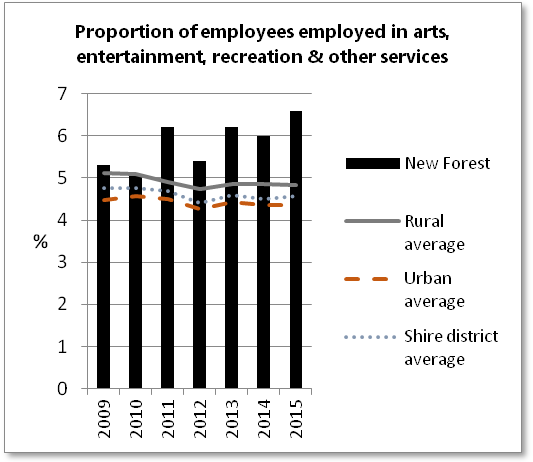 Proportion of employees employed in arts,
entertainment, recreation & other services
7
6
5
4
3
2
1
0
%
2009
2010
2011
2012
2013
2014
2015
New Forest
Rural
average
Urban
average
Shire district
average